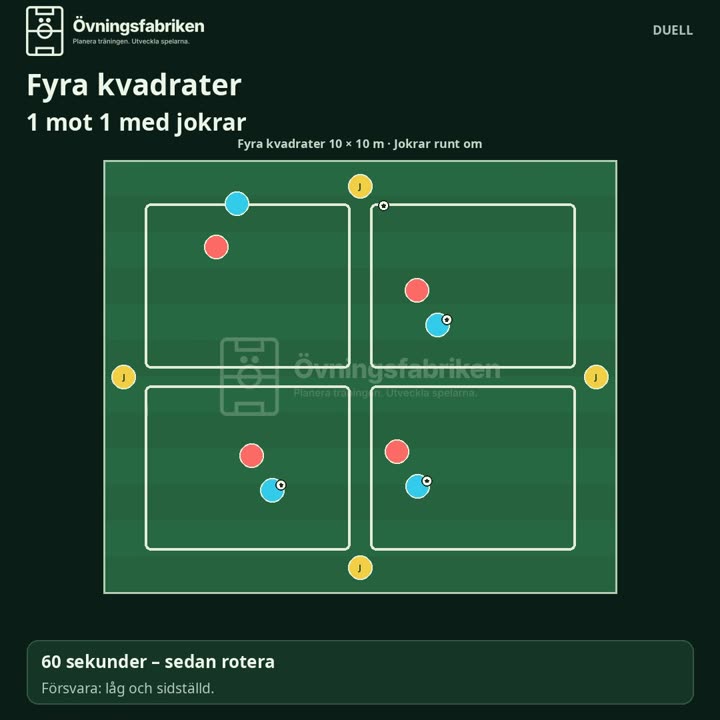 Övningsfabriken
Planera träningen. Utveckla spelarna.
DUELL
Fyra kvadrater
1 mot 1 med jokrar
Fyra kvadrater 10 × 10 m · Jokrar runt om
J
Övningsfabriken
Planera träningen. Utveckla spelarna.
J
J
J
60 sekunder – sedan rotera
Försvara: låg och sidställd.